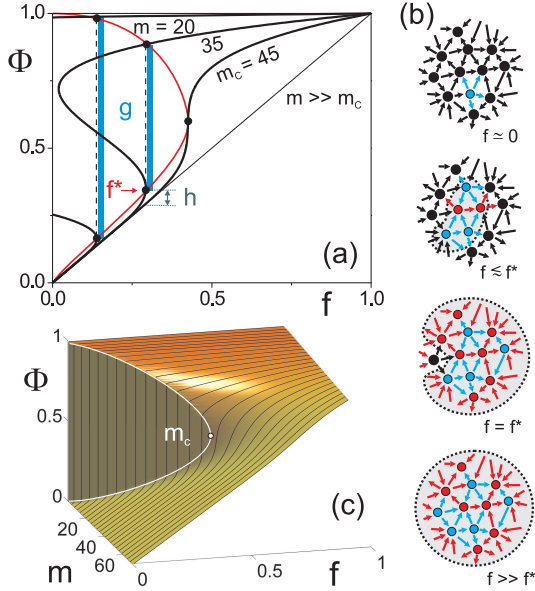 (a)
Φ
1.0
0.5
0.0
0.0
0.5
1.0
f
m = 20
35
m_c = 45
m >> m_c
g
f*
h
(b)
f ≃ 0
f ≲ f*
f = f*
f >> f*
(c)
Φ
1
0.5
0
m_c
20
40
60
m
0
0.5
1
f